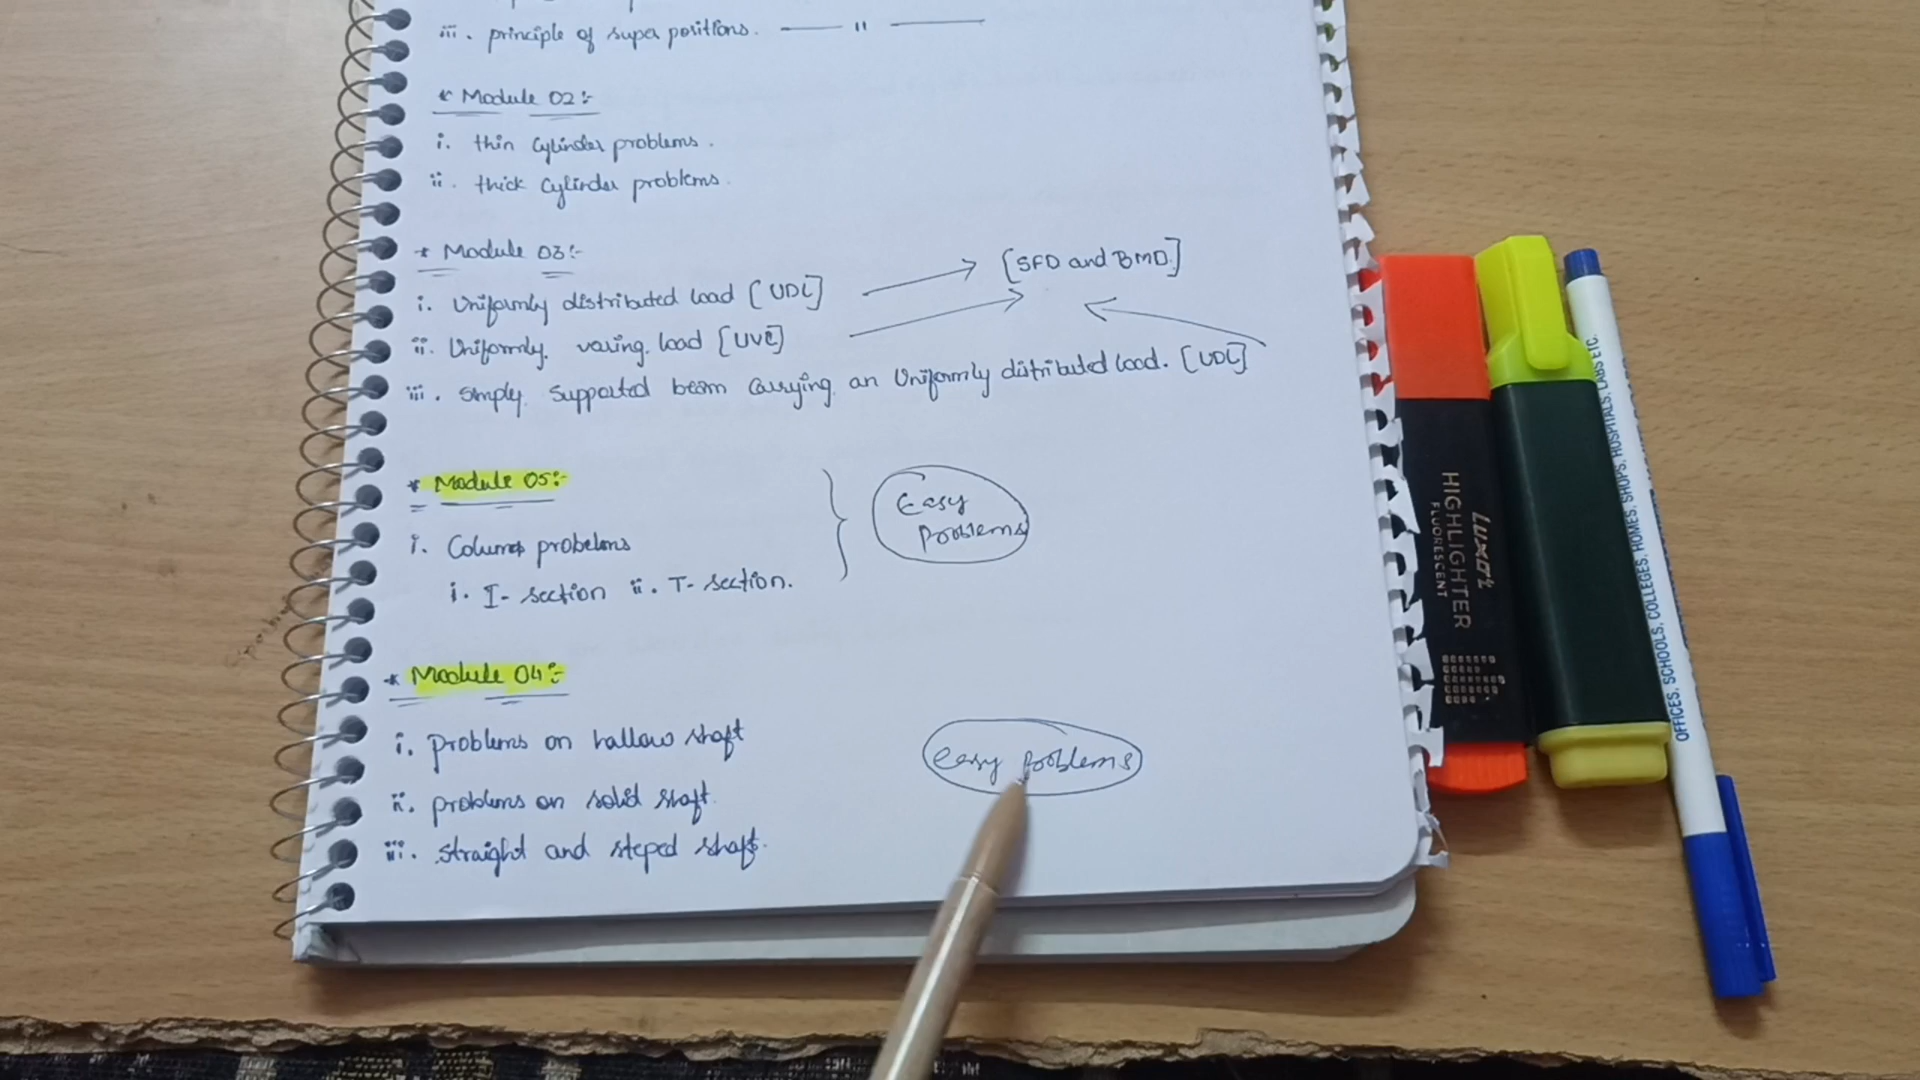 iii. principle of super positions. —— " ——
* Module 02:-
i. thin cylinder problems.
ii. thick cylinder problems.
* Module 03:-
i. Uniformly distributed load [UDL]
[SFD and BMD]
ii. Uniformly varing load [UVL]
iii. Simply supported beam carrying an Uniformly distributed load. [UDL]
* Module 05:-
Easy
Problems
i. Column probelms
i. I-section ii. T-section.
* Module 04:-
i. problems on hallow shaft
easy problems
ii. problems on solid shaft.
iii. straight and steped shaft.
Luxor
HIGHLIGHTER
FLUORESCENT
OFFICES, SCHOOLS, COLLEGES, HOMES, SHOPS, HOSPITALS, LABS ETC.